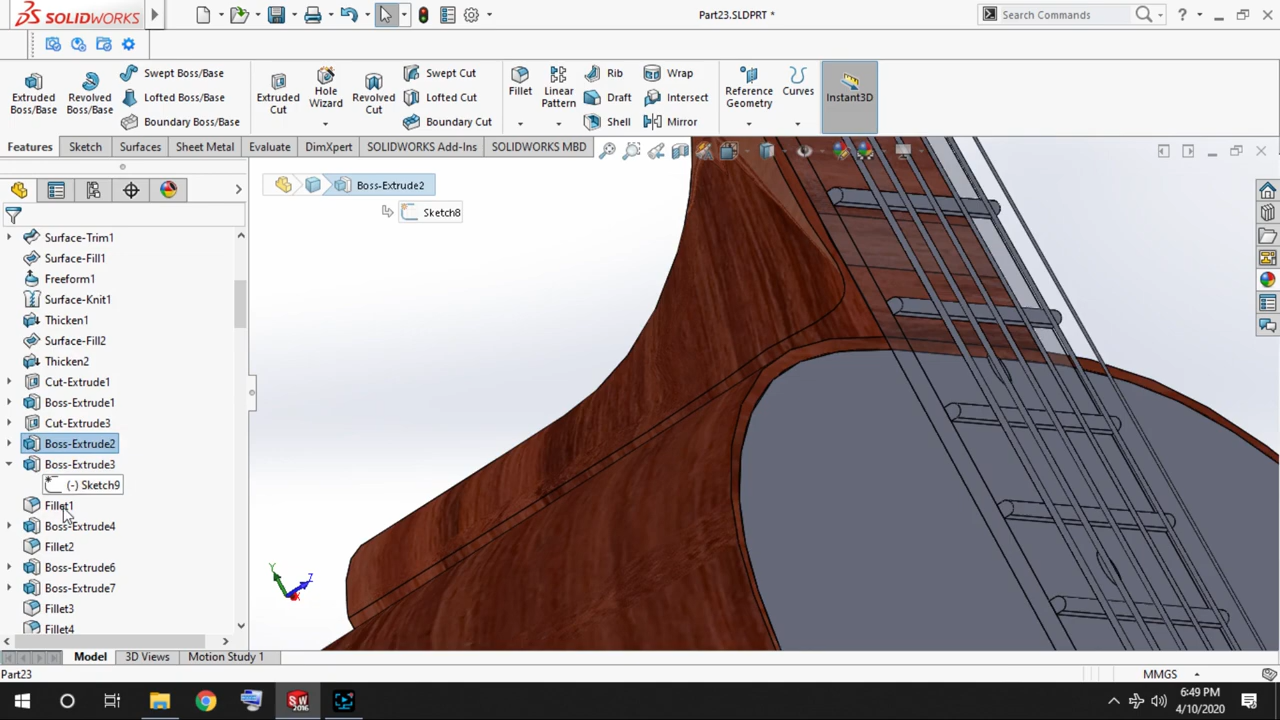 SOLIDWORKS
Part23.SLDPRT *
Search Commands
?
Extruded Boss/Base
Revolved Boss/Base
Swept Boss/Base
Lofted Boss/Base
Boundary Boss/Base
Extruded Cut
Hole Wizard
Revolved Cut
Swept Cut
Lofted Cut
Boundary Cut
Fillet
Linear Pattern
Rib
Draft
Shell
Wrap
Intersect
Mirror
Reference Geometry
Curves
Instant3D
Features
Sketch
Surfaces
Sheet Metal
Evaluate
DimXpert
SOLIDWORKS Add-Ins
SOLIDWORKS MBD
Boss-Extrude2
Sketch8
Surface-Trim1
Surface-Fill1
Freeform1
Surface-Knit1
Thicken1
Surface-Fill2
Thicken2
Cut-Extrude1
Boss-Extrude1
Cut-Extrude3
Boss-Extrude2
Boss-Extrude3
(-) Sketch9
Fillet1
Boss-Extrude4
Fillet2
Boss-Extrude6
Boss-Extrude7
Fillet3
Fillet4
Y
Z
X
Model
3D Views
Motion Study 1
Part23
MMGS
SW
2016
6:49 PM
4/10/2020